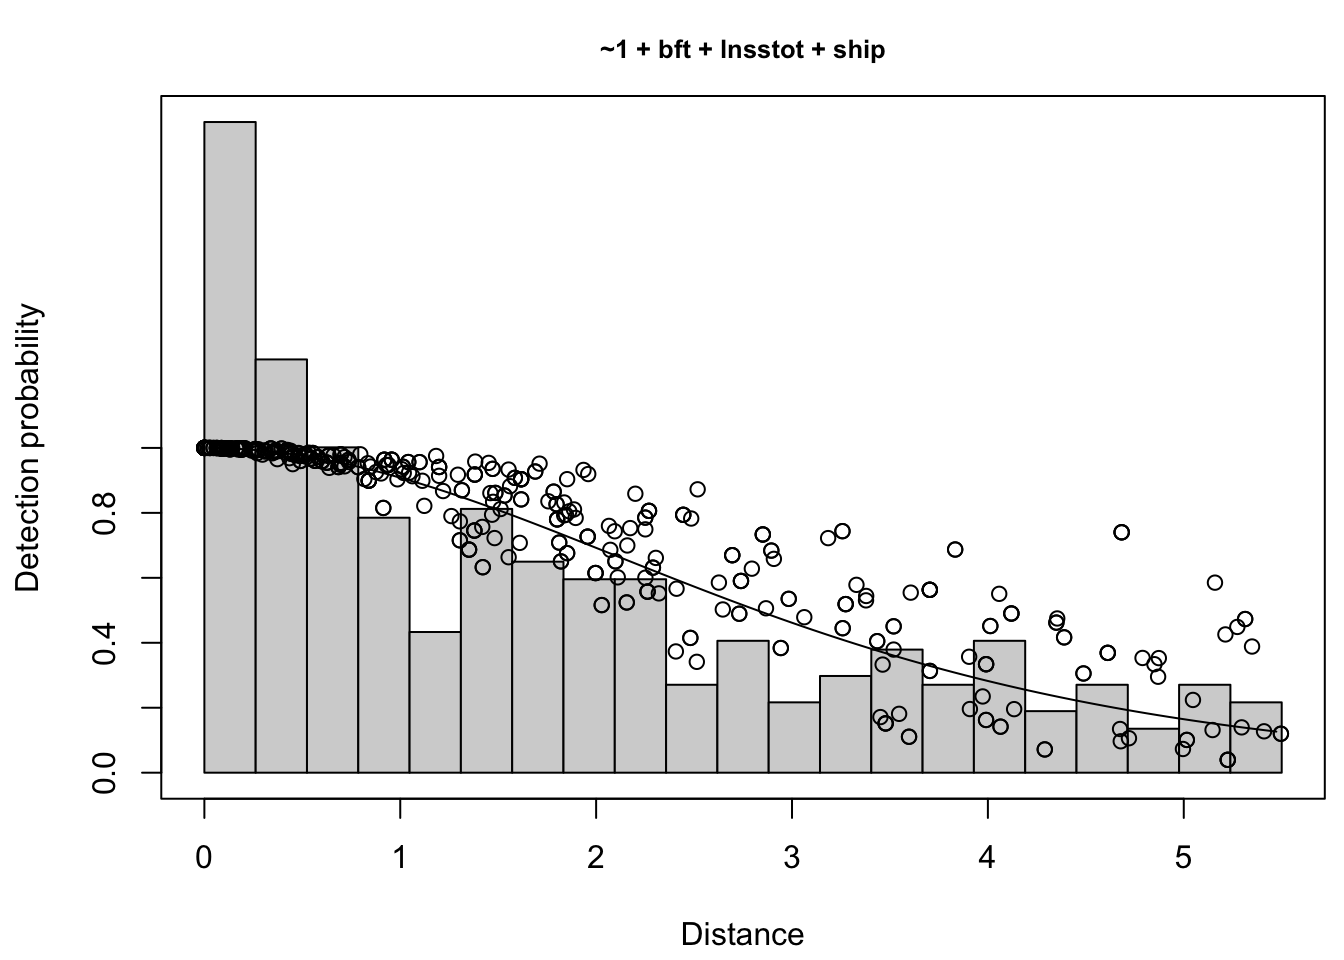 ~1 + bft + lnsstot + ship
Detection probability
0.8
0.4
0.0
0 1 2 3 4 5
Distance